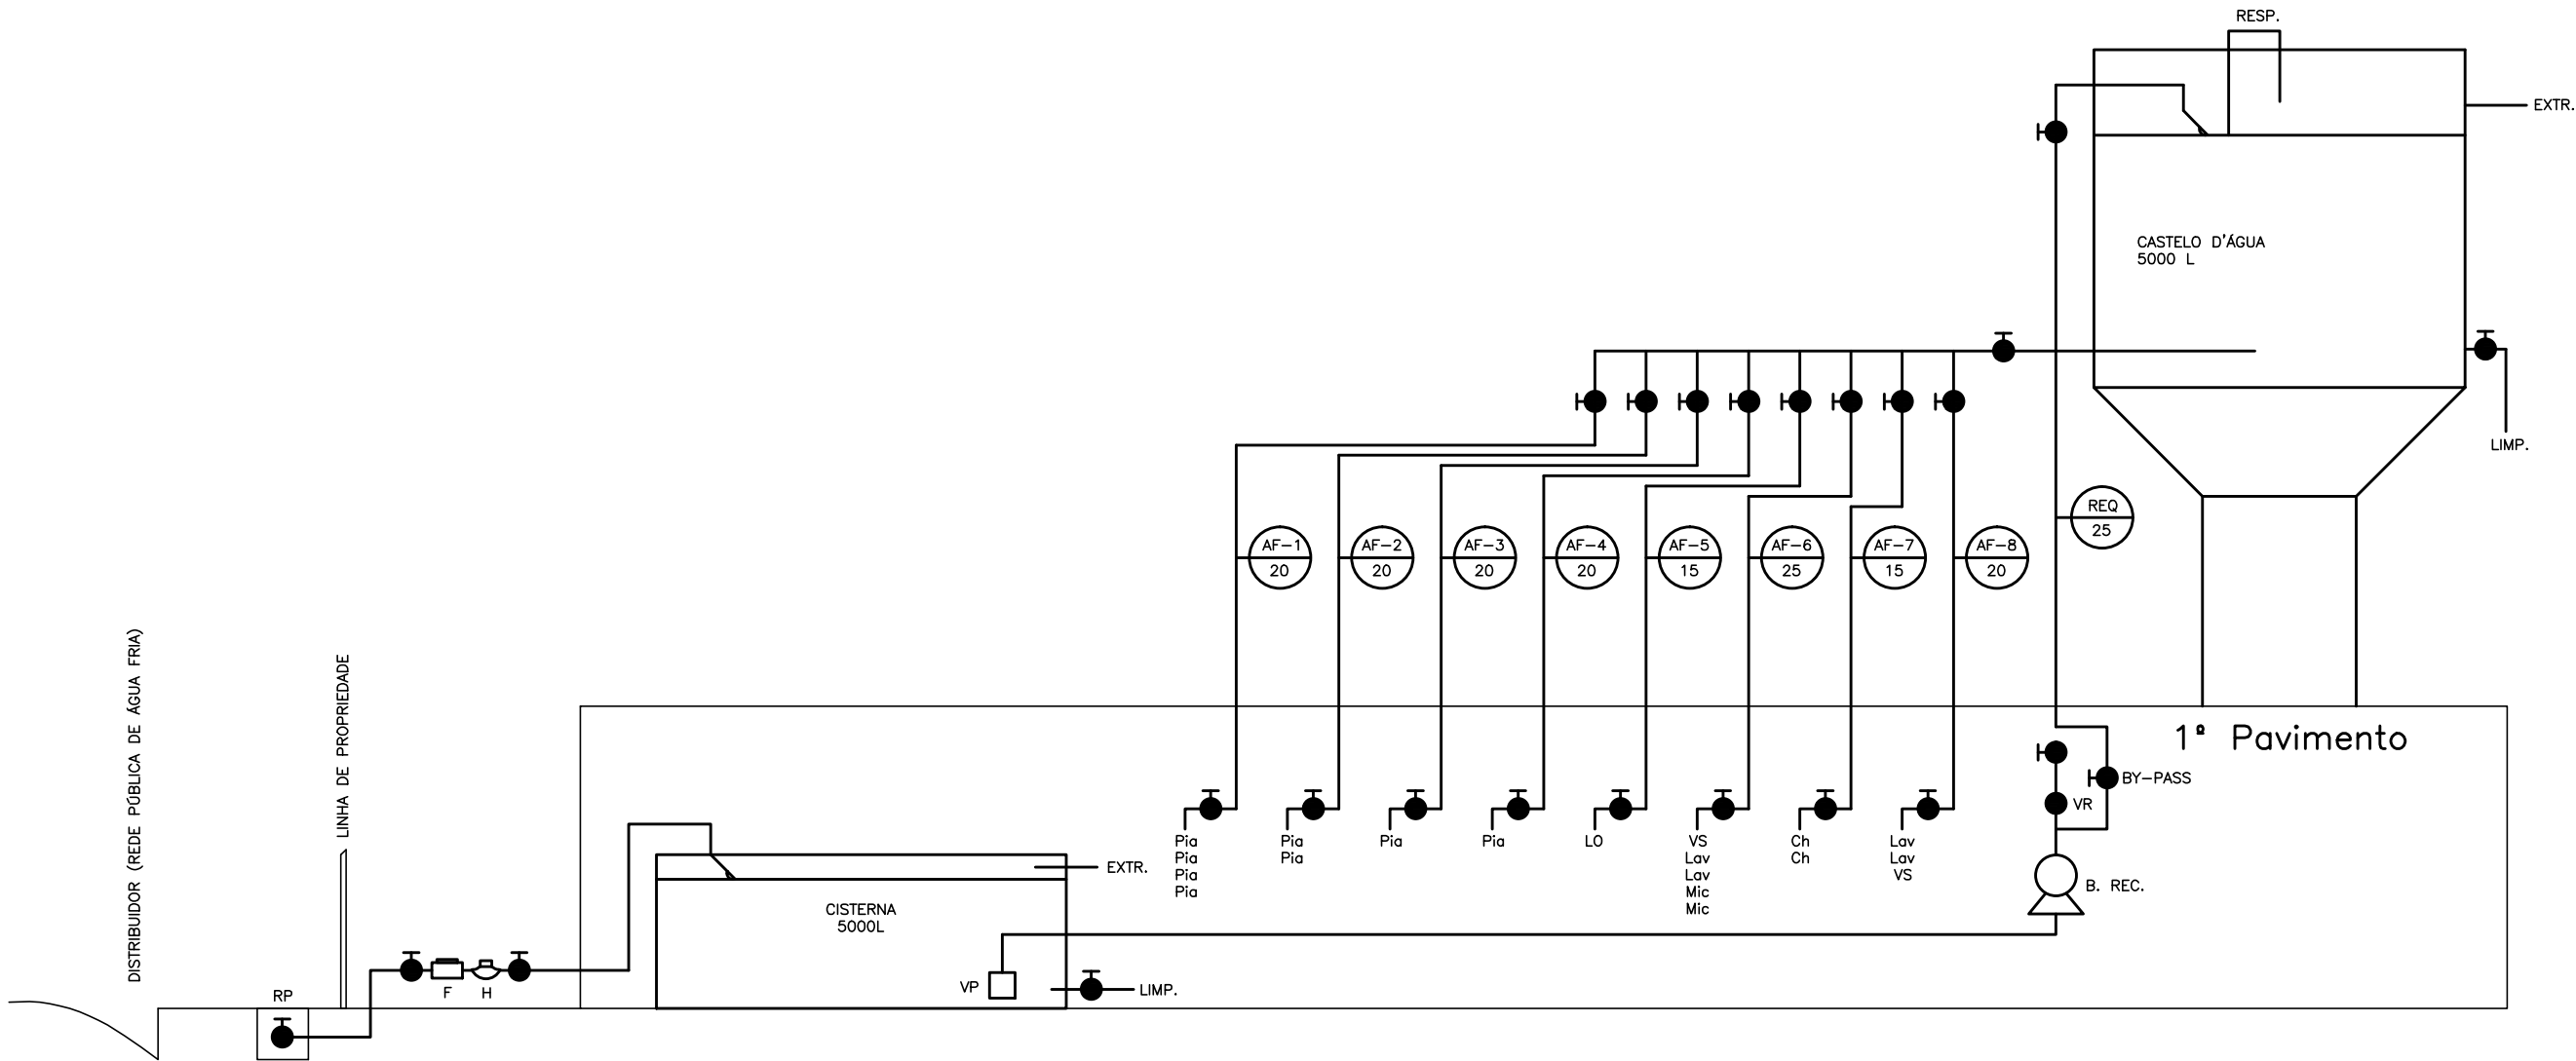 RESP.
EXTR.
CASTELO D'ÁGUA
5000 L
LIMP.
REQ
25
AF-1
20
AF-2
20
AF-3
20
AF-4
20
AF-5
15
AF-6
25
AF-7
15
AF-8
20
DISTRIBUIDOR (REDE PÚBLICA DE ÁGUA FRIA)
LINHA DE PROPRIEDADE
1º Pavimento
BY-PASS
VR
B. REC.
Pia
Pia
Pia
Pia
Pia
Pia
Pia
Pia
LO
VS
Lav
Lav
Mic
Mic
Ch
Ch
Lav
Lav
VS
EXTR.
CISTERNA
5000L
VP
LIMP.
F
H
RP